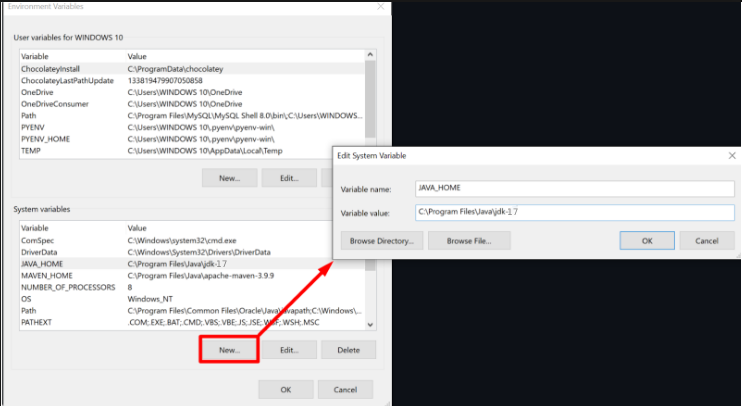 Environment Variables
User variables for WINDOWS 10
Variable Value
ChocolateyInstall C:\ProgramData\chocolatey
ChocolateyLastPathUpdate 133819479907050858
OneDrive C:\Users\WINDOWS 10\OneDrive
OneDriveConsumer C:\Users\WINDOWS 10\OneDrive
Path C:\Program Files\MySQL\MySQL Shell 8.0\bin\;C:\Users\WINDOWS...
PYENV C:\Users\WINDOWS 10\.pyenv\pyenv-win\
PYENV_HOME C:\Users\WINDOWS 10\.pyenv\pyenv-win\
TEMP C:\Users\WINDOWS 10\AppData\Local\Temp
New... Edit...
System variables
Variable Value
ComSpec C:\Windows\system32\cmd.exe
DriverData C:\Windows\System32\Drivers\DriverData
JAVA_HOME C:\Program Files\Java\jdk-17
MAVEN_HOME C:\Program Files\Java\apache-maven-3.9.9
NUMBER_OF_PROCESSORS 8
OS Windows_NT
Path C:\Program Files\Common Files\Oracle\Java\javapath;C:\Windows\...
PATHEXT .COM;.EXE;.BAT;.CMD;.VBS;.VBE;.JS;.JSE;.WSF;.WSH;.MSC
New... Edit... Delete
OK Cancel
Edit System Variable
Variable name: JAVA_HOME
Variable value: C:\Program Files\Java\jdk-17
Browse Directory... Browse File... OK Cancel